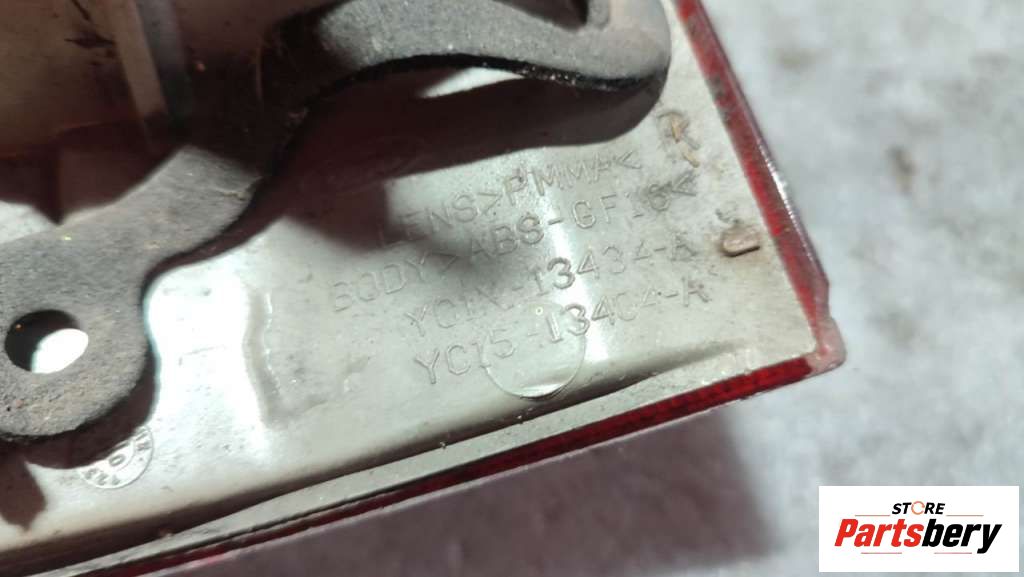 R
LENS>PMMA<
BODY>ABS-GF16<
YC1X 13434-A
YC15-13404-A
STORE
Partsbery